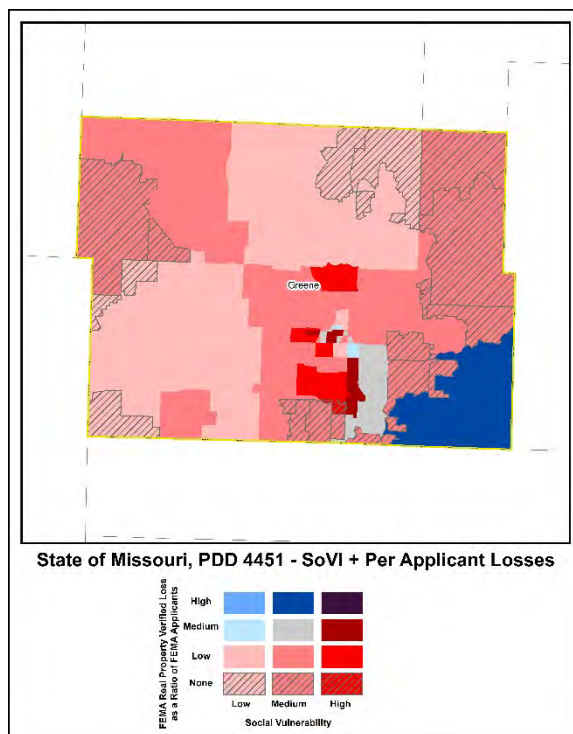 Greene
State of Missouri, PDD 4451 - SoVI + Per Applicant Losses
FEMA Real Property Verified Loss
as a Ratio of FEMA Applicants
High
Medium
Low
None
Low Medium High
Social Vulnerability